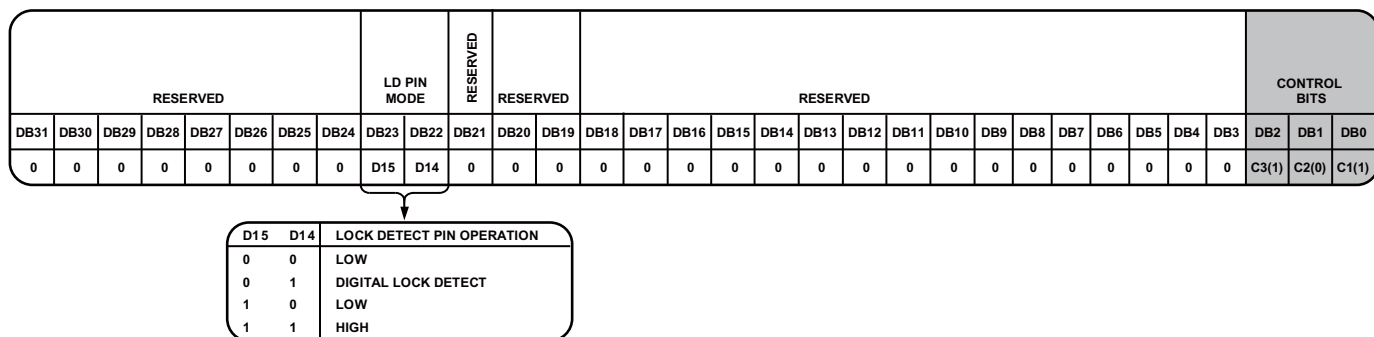 RESERVED
LD PIN
MODE
RESERVED
RESERVED
RESERVED
CONTROL
BITS
DB31 DB30 DB29 DB28 DB27 DB26 DB25 DB24 DB23 DB22 DB21 DB20 DB19 DB18 DB17 DB16 DB15 DB14 DB13 DB12 DB11 DB10 DB9 DB8 DB7 DB6 DB5 DB4 DB3 DB2 DB1 DB0
0 0 0 0 0 0 0 0 D15 D14 0 0 0 0 0 0 0 0 0 0 0 0 0 0 0 0 0 0 0 C3(1) C2(0) C1(1)
D15 D14 LOCK DETECT PIN OPERATION
0 0 LOW
0 1 DIGITAL LOCK DETECT
1 0 LOW
1 1 HIGH